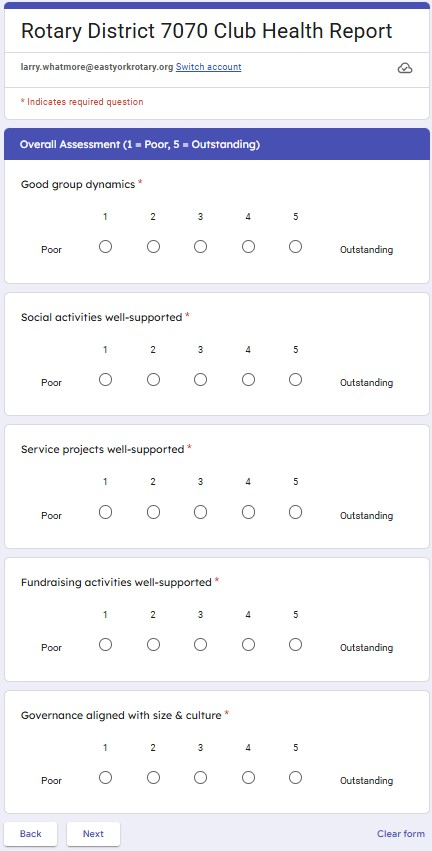 Rotary District 7070 Club Health Report
larry.whatmore@eastyorkrotary.org Switch account
* Indicates required question
Overall Assessment (1 = Poor, 5 = Outstanding)
Good group dynamics *
1 2 3 4 5
Poor Outstanding
Social activities well-supported *
1 2 3 4 5
Poor Outstanding
Service projects well-supported *
1 2 3 4 5
Poor Outstanding
Fundraising activities well-supported *
1 2 3 4 5
Poor Outstanding
Governance aligned with size & culture *
1 2 3 4 5
Poor Outstanding
Back Next Clear form